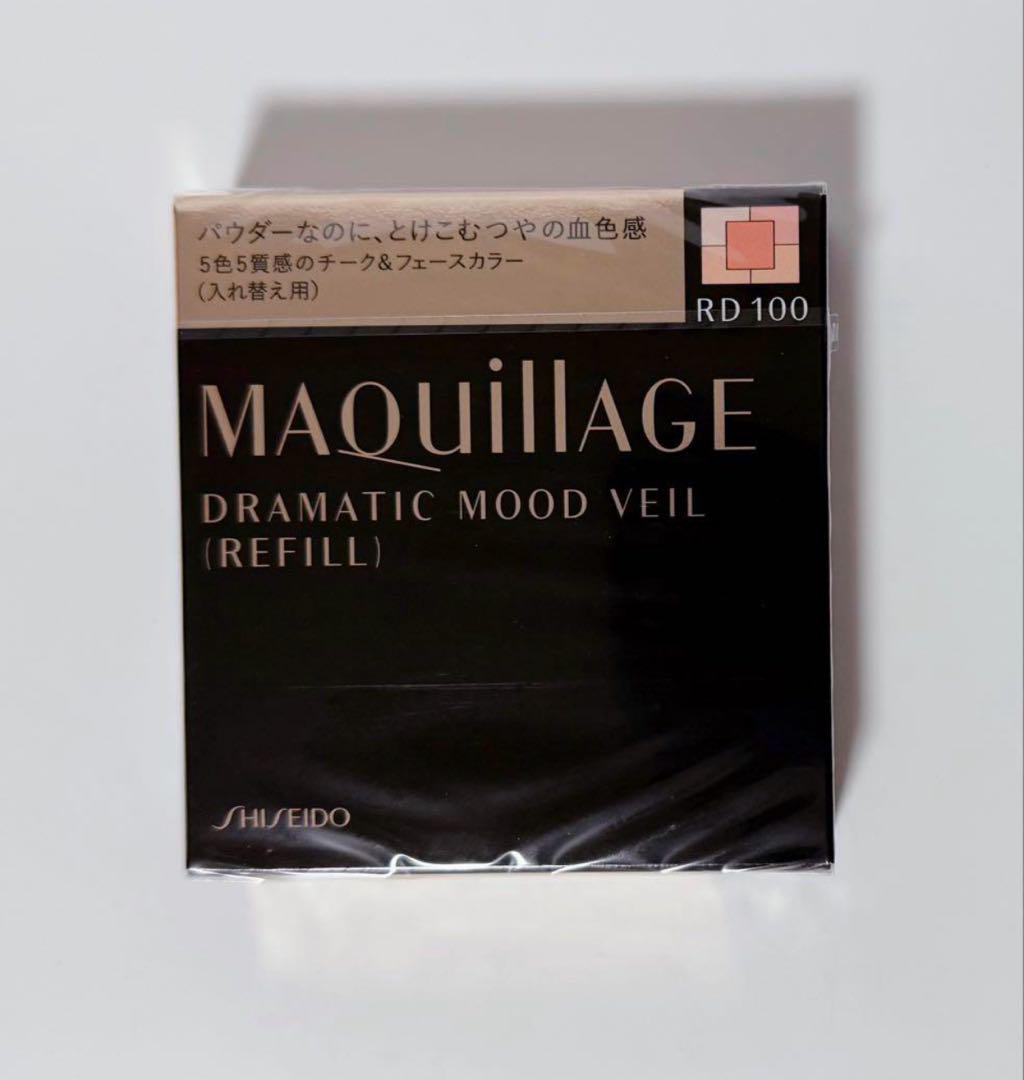 パウダーなのに、とけこむつやの血色感
5色5質感のチーク&フェースカラー
(入れ替え用)
RD 100
MAQuillAGE
DRAMATIC MOOD VEIL
(REFILL)
SHISEIDO